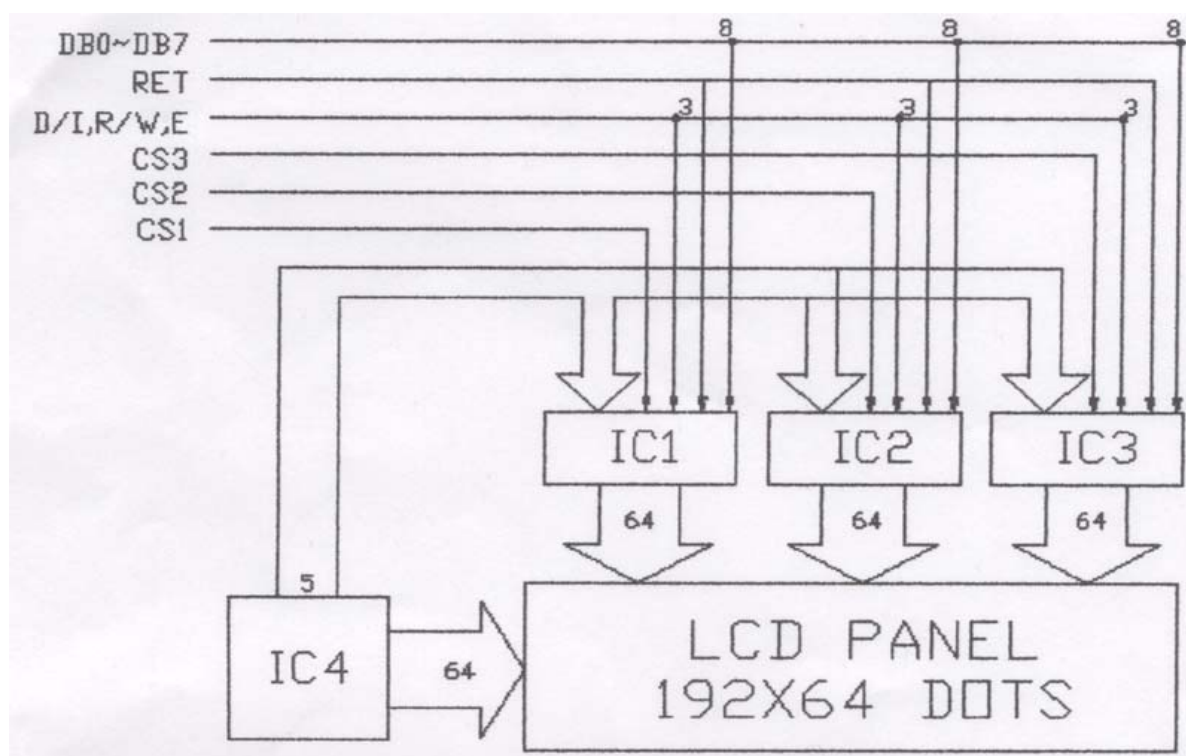 8 8 8
DB0~DB7
RET
3 3 3
D/I,R/W,E
CS3
CS2
CS1
IC1 IC2 IC3
64 64 64
5
IC4
64
LCD PANEL
192X64 DOTS